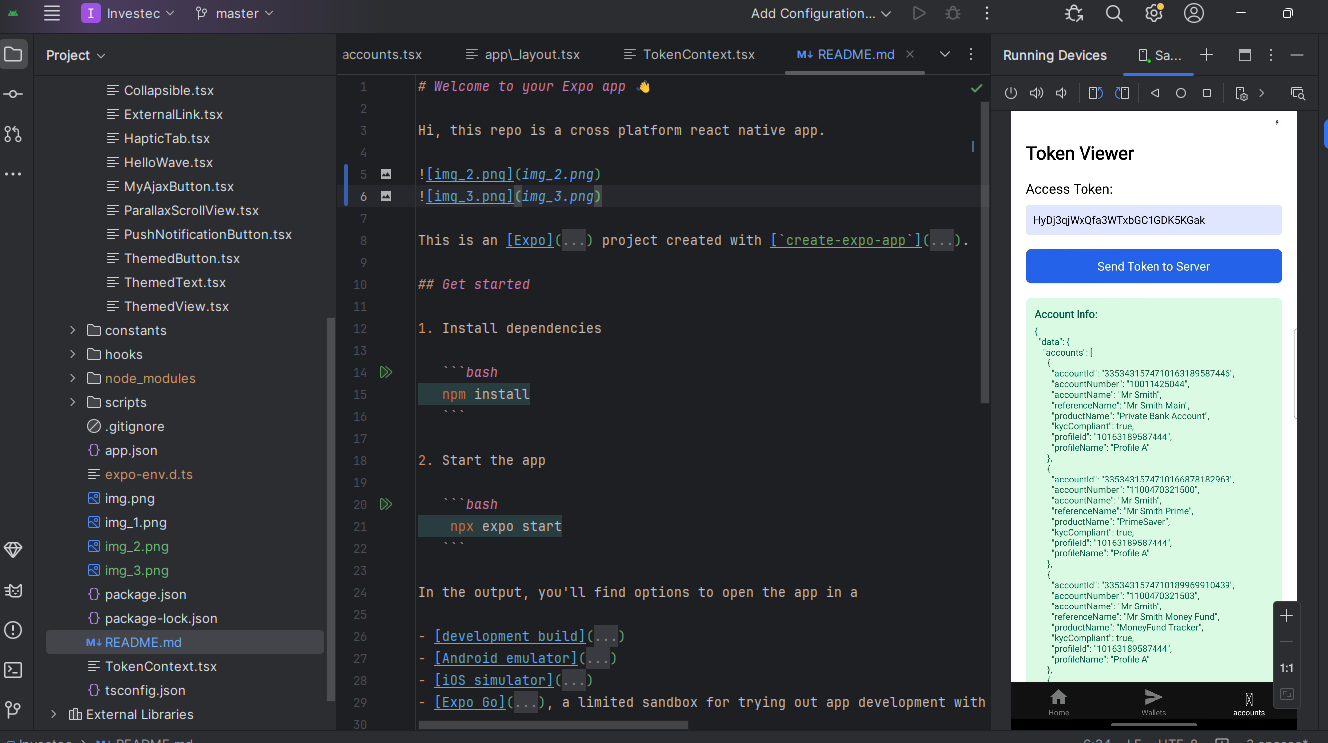 I Investec master Add Configuration...
Project
Collapsible.tsx
ExternalLink.tsx
HapticTab.tsx
HelloWave.tsx
MyAjaxButton.tsx
ParallaxScrollView.tsx
PushNotificationButton.tsx
ThemedButton.tsx
ThemedText.tsx
ThemedView.tsx
constants
hooks
node_modules
scripts
.gitignore
app.json
expo-env.d.ts
img.png
img_1.png
img_2.png
img_3.png
package.json
package-lock.json
M↓ README.md
TokenContext.tsx
tsconfig.json
External Libraries
accounts.tsx app\_layout.tsx TokenContext.tsx M↓ README.md
1 # Welcome to your Expo app 👋
2
3 Hi, this repo is a cross platform react native app.
4
5 ![img_2.png](img_2.png)
6 ![img_3.png](img_3.png)
7
8 This is an [Expo](...) project created with [`create-expo-app`](...).
9
10 ## Get started
11
12 1. Install dependencies
13
14 ```bash
15 npm install
16 ```
17
18 2. Start the app
19
20 ```bash
21 npx expo start
22 ```
23
24 In the output, you'll find options to open the app in a
25
26 - [development build](...)
27 - [Android emulator](...)
28 - [iOS simulator](...)
29 - [Expo Go](...), a limited sandbox for trying out app development with
30
Running Devices Sa...
Token Viewer
Access Token:
HyDj3qjWxQfa3WTxbGC1GDK5KGak
Send Token to Server
Account Info:
{
"data": {
"accounts": [
{
"accountId": "3353431574710163189587446",
"accountNumber": "10011425044",
"accountName": "Mr Smith",
"referenceName": "Mr Smith Main",
"productName": "Private Bank Account",
"kycCompliant": true,
"profileId": "10163189587444",
"profileName": "Profile A"
},
{
"accountId": "3353431574710166878182963",
"accountNumber": "1100470321500",
"accountName": "Mr Smith",
"referenceName": "Mr Smith Prime",
"productName": "PrimeSaver",
"kycCompliant": true,
"profileId": "10163189587444",
"profileName": "Profile A"
},
{
"accountId": "3353431574710189969910439",
"accountNumber": "1100470321503",
"accountName": "Mr Smith",
"referenceName": "Mr Smith Money Fund",
"productName": "MoneyFund Tracker",
"kycCompliant": true,
"profileId": "10163189587444",
"profileName": "Profile A"
},
{
1:1
Home Wallets accounts